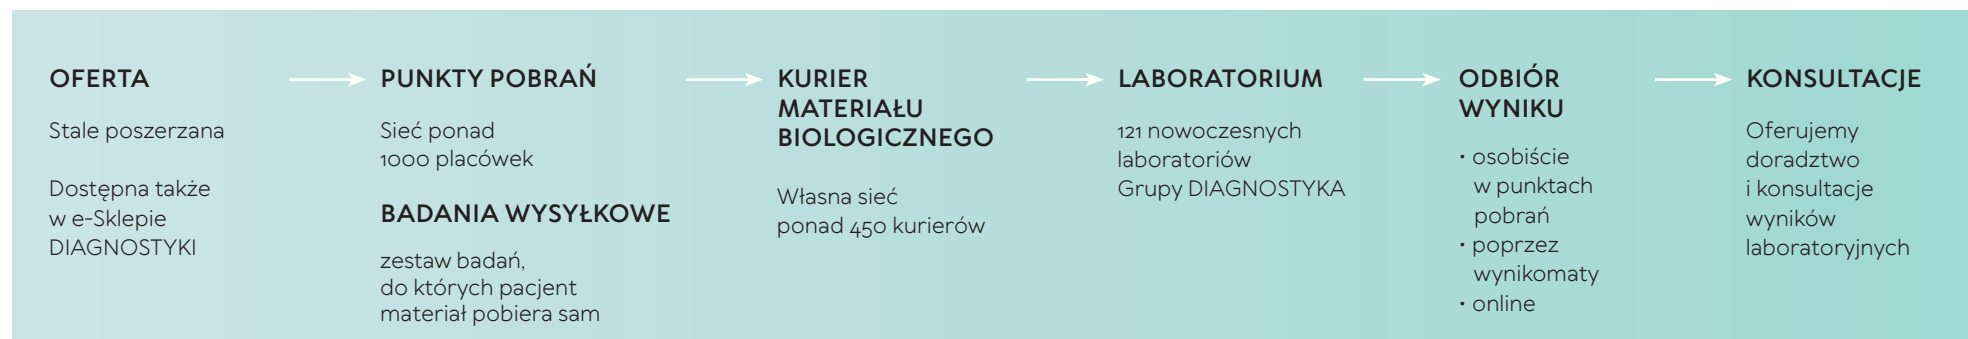 OFERTA
Stale poszerzana
Dostępna także
w e-Sklepie
DIAGNOSTYKI
PUNKTY POBRAŃ
Sieć ponad
1000 placówek
BADANIA WYSYŁKOWE
zestaw badań,
do których pacjent
materiał pobiera sam
KURIER
MATERIAŁU
BIOLOGICZNEGO
Własna sieć
ponad 450 kurierów
LABORATORIUM
121 nowoczesnych
laboratoriów
Grupy DIAGNOSTYKA
ODBIÓR
WYNIKU
• osobiście
w punktach
pobrań
• poprzez
wynikomaty
• online
KONSULTACJE
Oferujemy
doradztwo
i konsultacje
wyników
laboratoryjnych